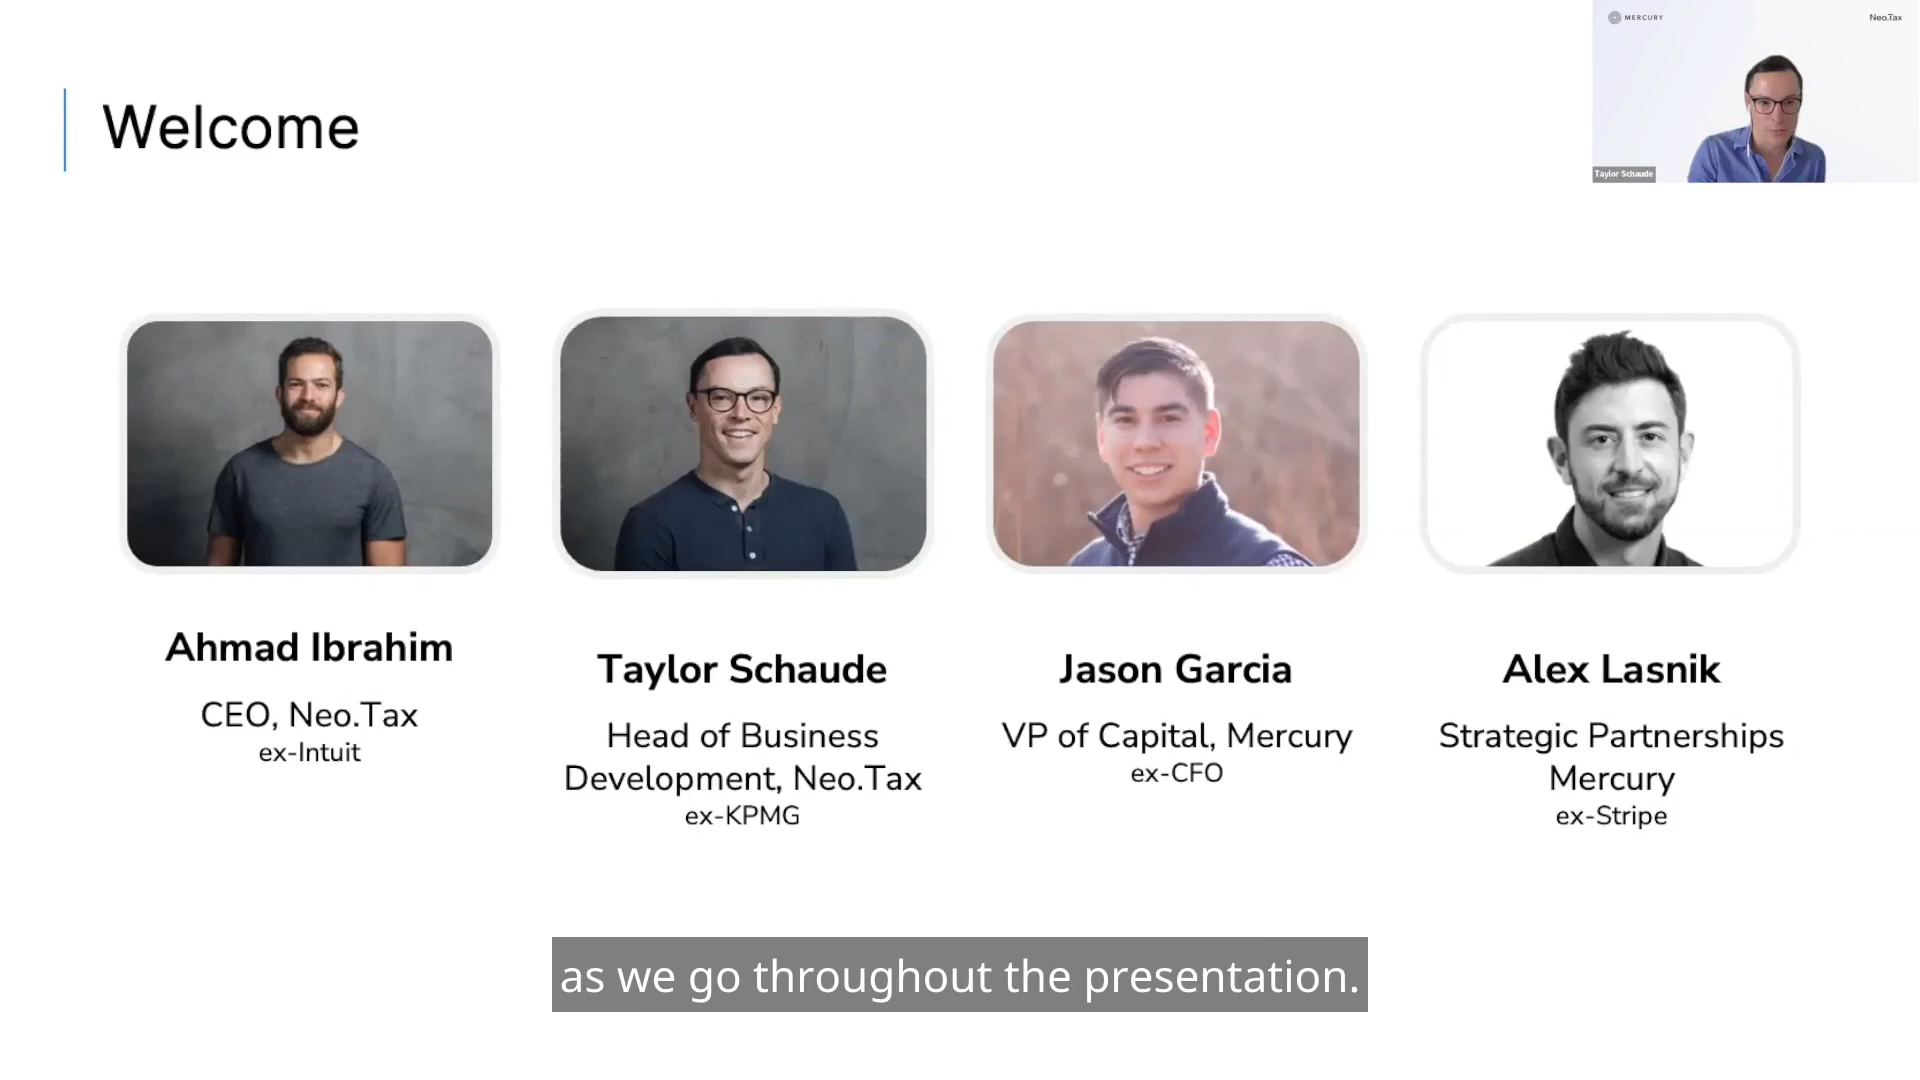 MERCURY
Neo.Tax
Taylor Schaude
Welcome
Ahmad Ibrahim
CEO, Neo.Tax
ex-Intuit
Taylor Schaude
Head of Business
Development, Neo.Tax
ex-KPMG
Jason Garcia
VP of Capital, Mercury
ex-CFO
Alex Lasnik
Strategic Partnerships
Mercury
ex-Stripe
as we go throughout the presentation.